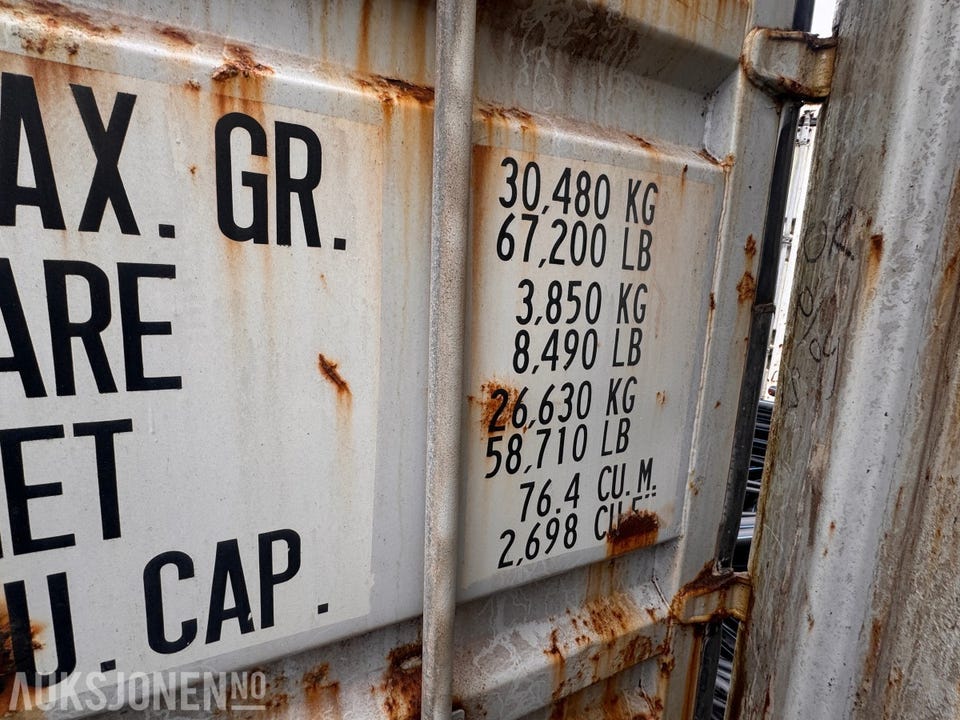 AX. GR.
30,480 KG
67,200 LB
ARE
3,850 KG
8,490 LB
ET
26,630 KG
58,710 LB
U. CAP.
76.4 CU.M.
2,698 CU.F
OK
AUKSJONEN NO